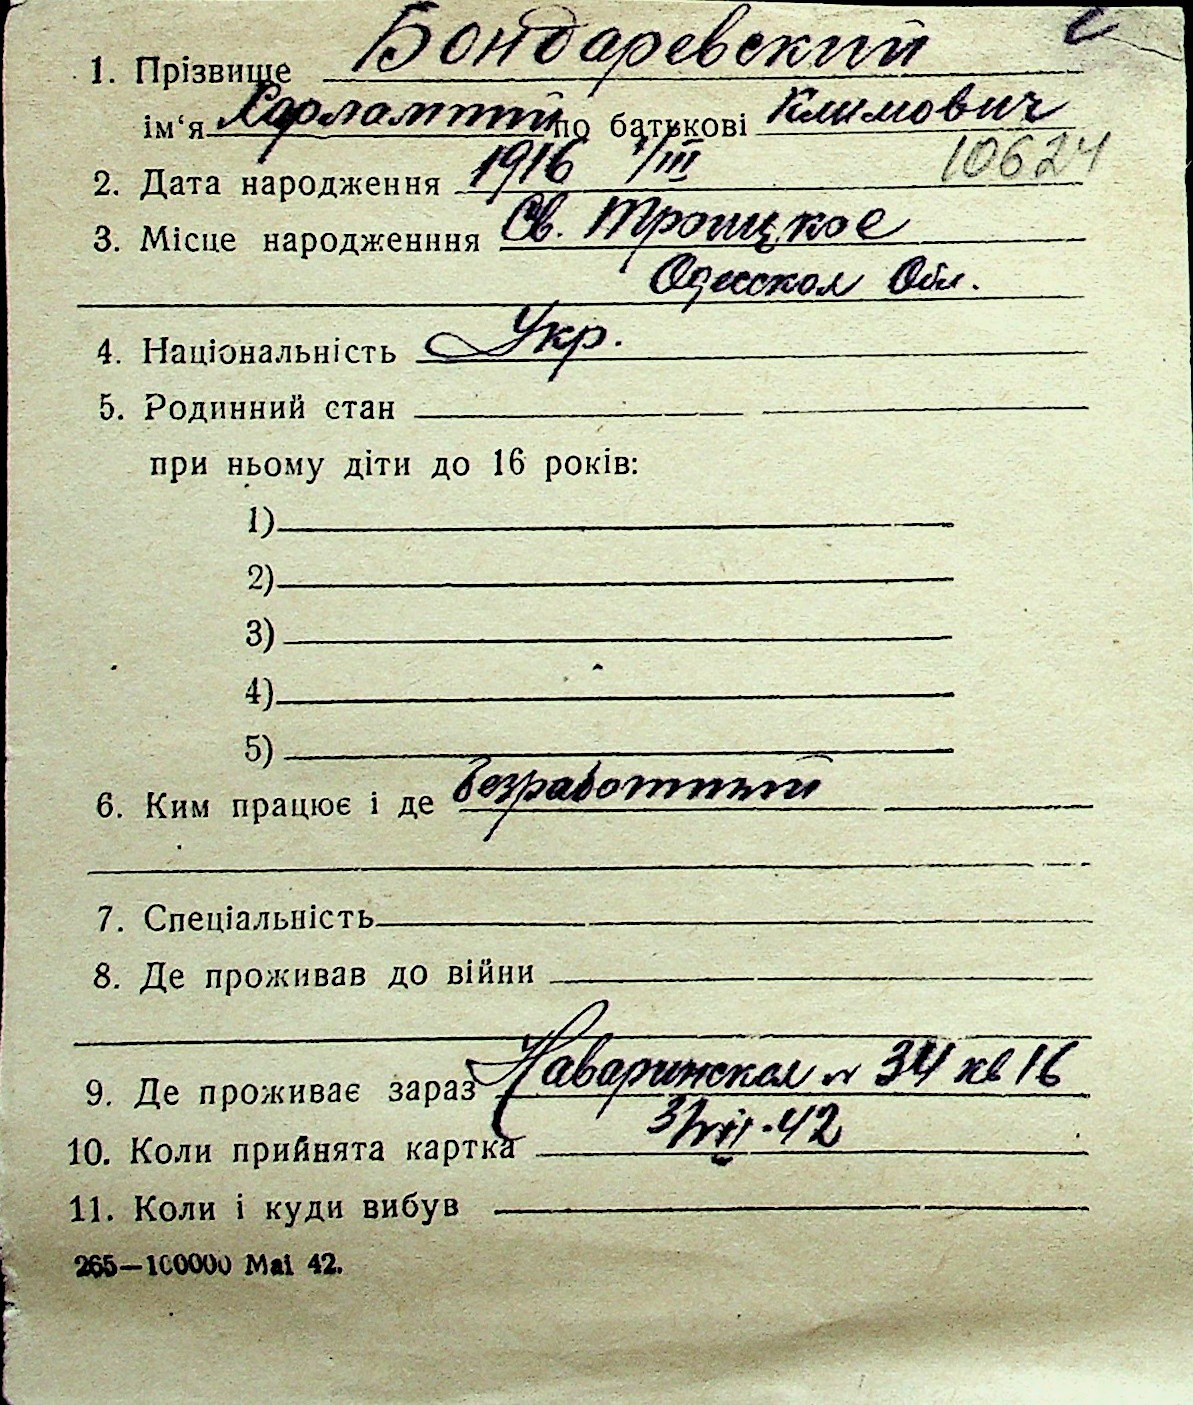 1. Прізвище Бондаревский
ім‘я Харлампий по батькові Климович
2. Дата народження 1916 1/III 10624
3. Місце народженння Св. Троицкое
Одесской Обл.
4. Національність Укр.
5. Родинний стан
при ньому діти до 16 років:
1)
2)
3)
4)
5)
6. Ким працює і де безработный
7. Спеціальність
8. Де проживав до війни
9. Де проживає зараз Наваринская № 34 кв 16
10. Коли прийнята картка 3/VII-42
11. Коли і куди вибув
265—100000 Mai 42.